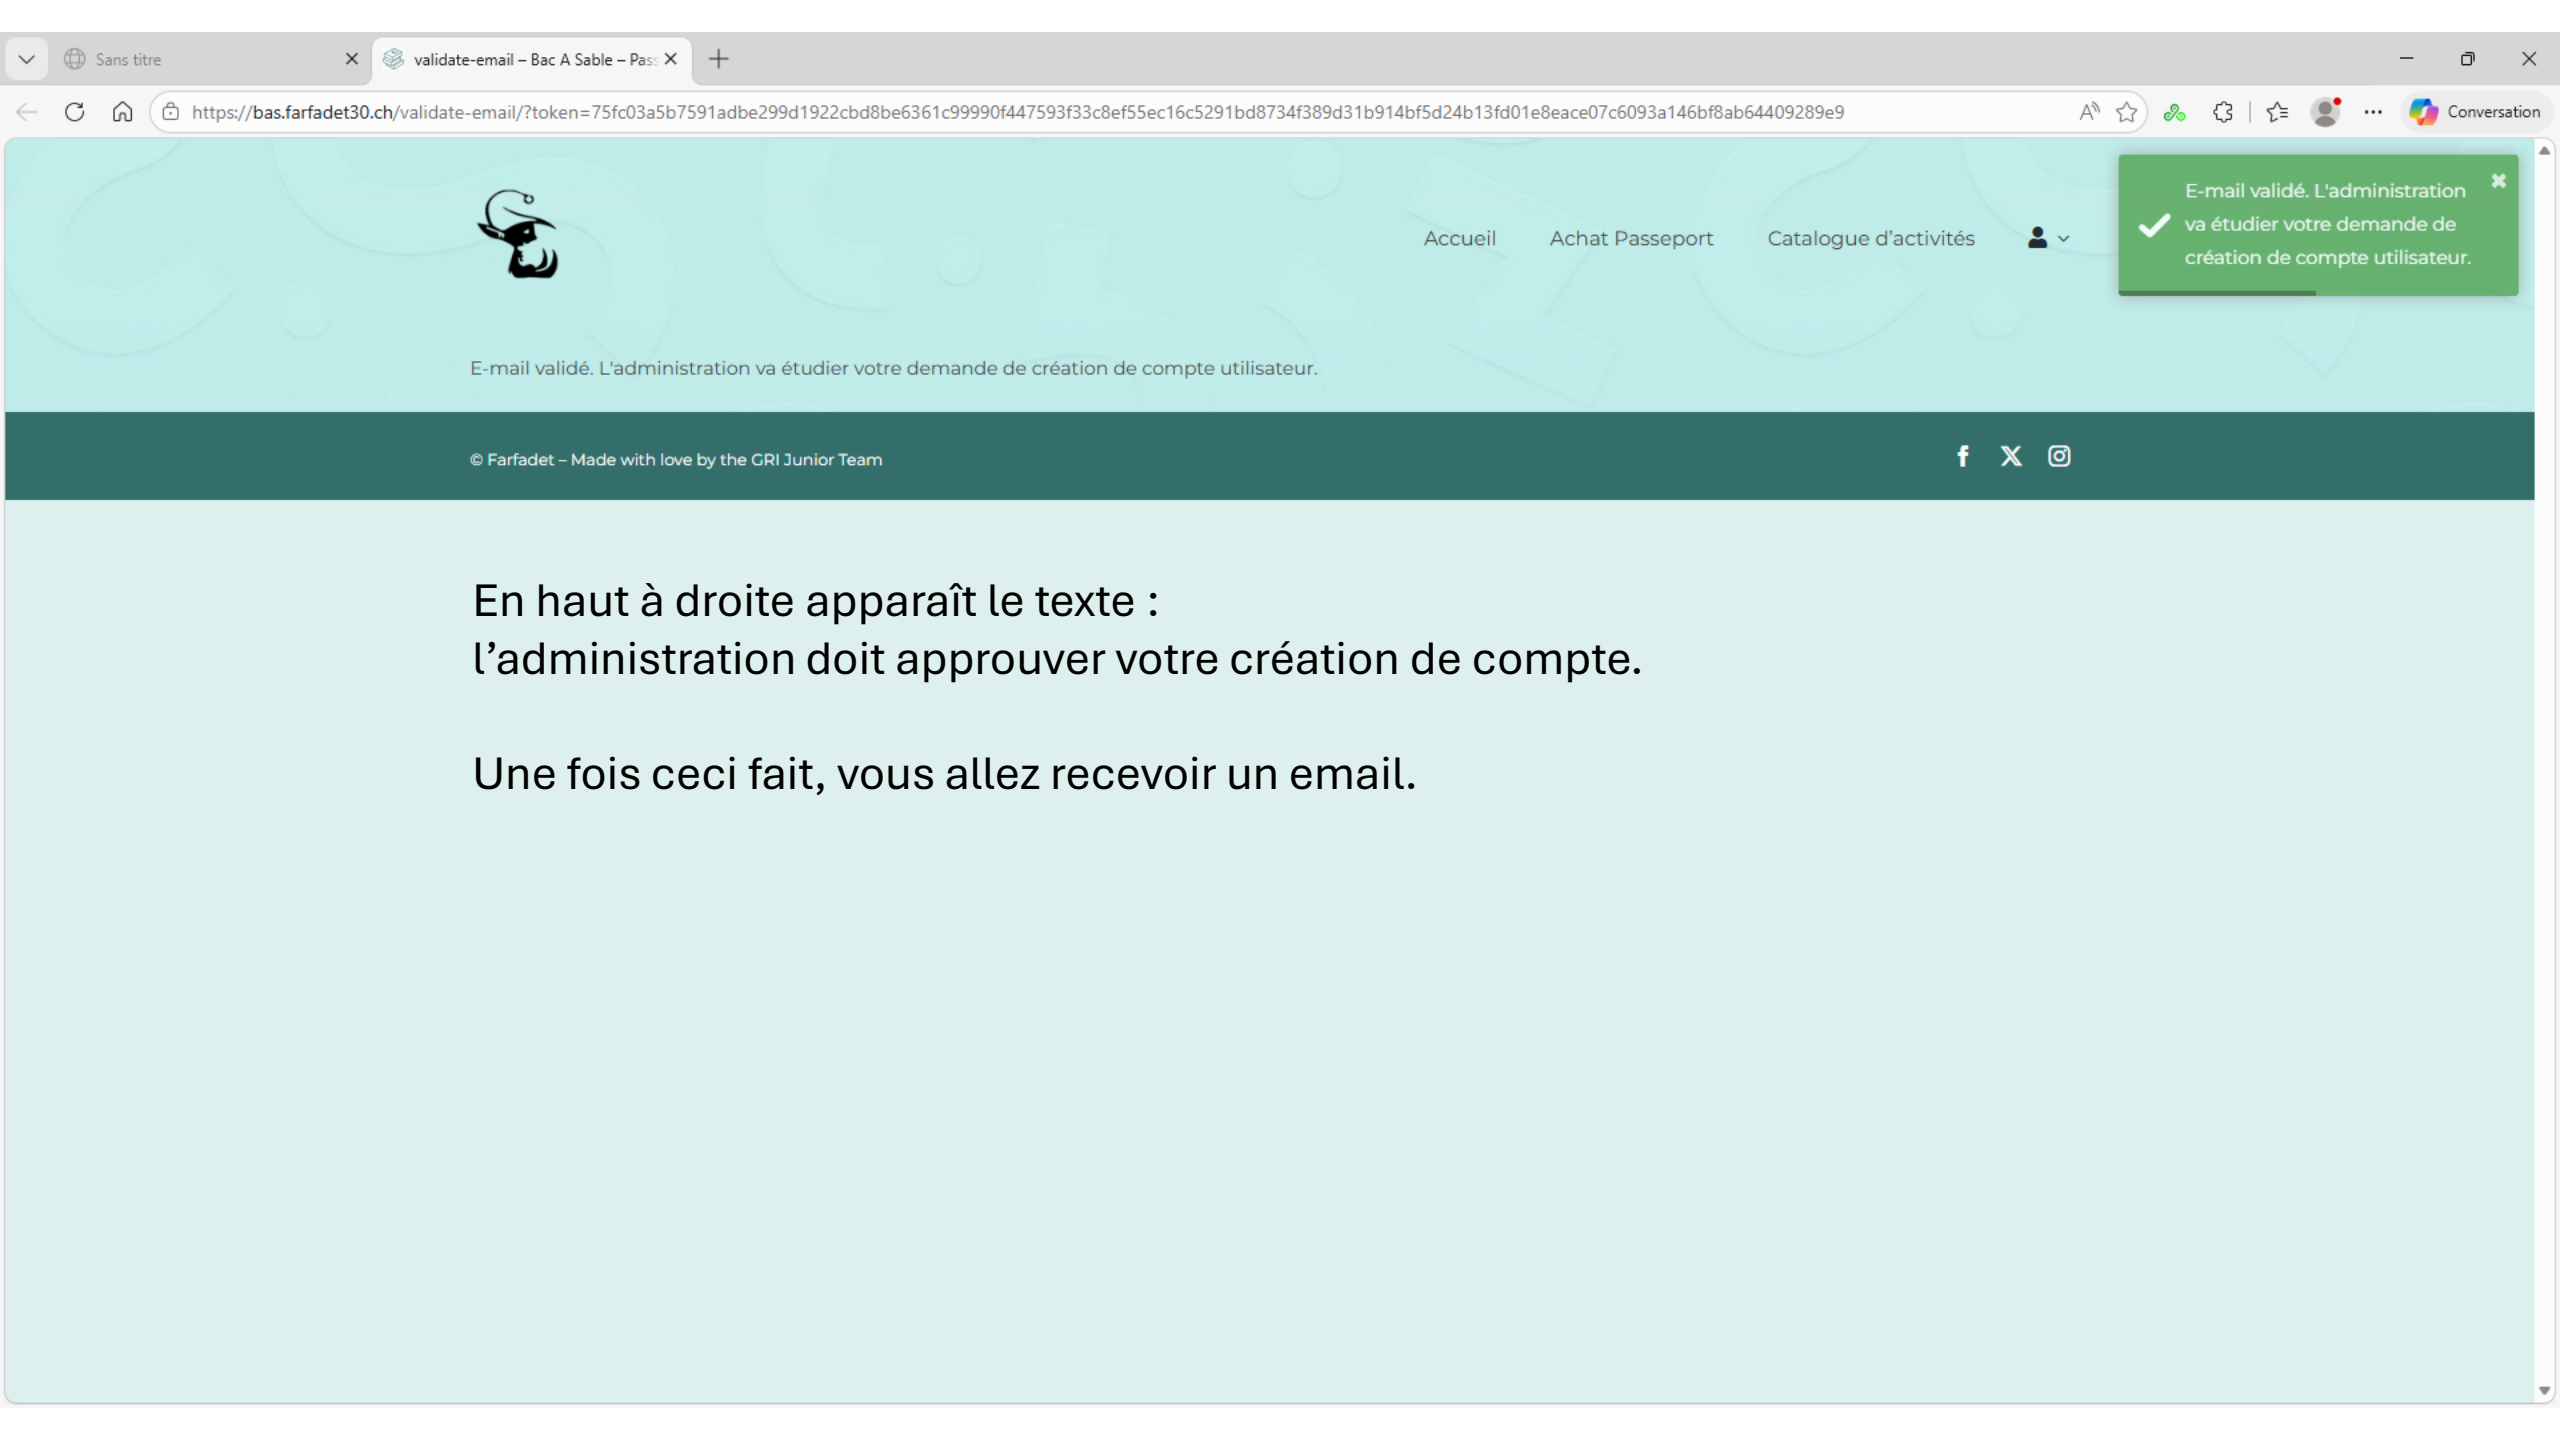 Sans titre
validate-email – Bac A Sable – Pas
https://bas.farfadet30.ch/validate-email/?token=75fc03a5b7591adbe299d1922cbd8be6361c99990f447593f33c8ef55ec16c5291bd8734f389d31b914bf5d24b13fd01e8eace07c6093a146bf8ab64409289e9
Conversation
Accueil
Achat Passeport
Catalogue d'activités
E-mail validé. L'administration
va étudier votre demande de
création de compte utilisateur.
E-mail validé. L'administration va étudier votre demande de création de compte utilisateur.
© Farfadet – Made with love by the GRI Junior Team
En haut à droite apparaît le texte :
l’administration doit approuver votre création de compte.
Une fois ceci fait, vous allez recevoir un email.